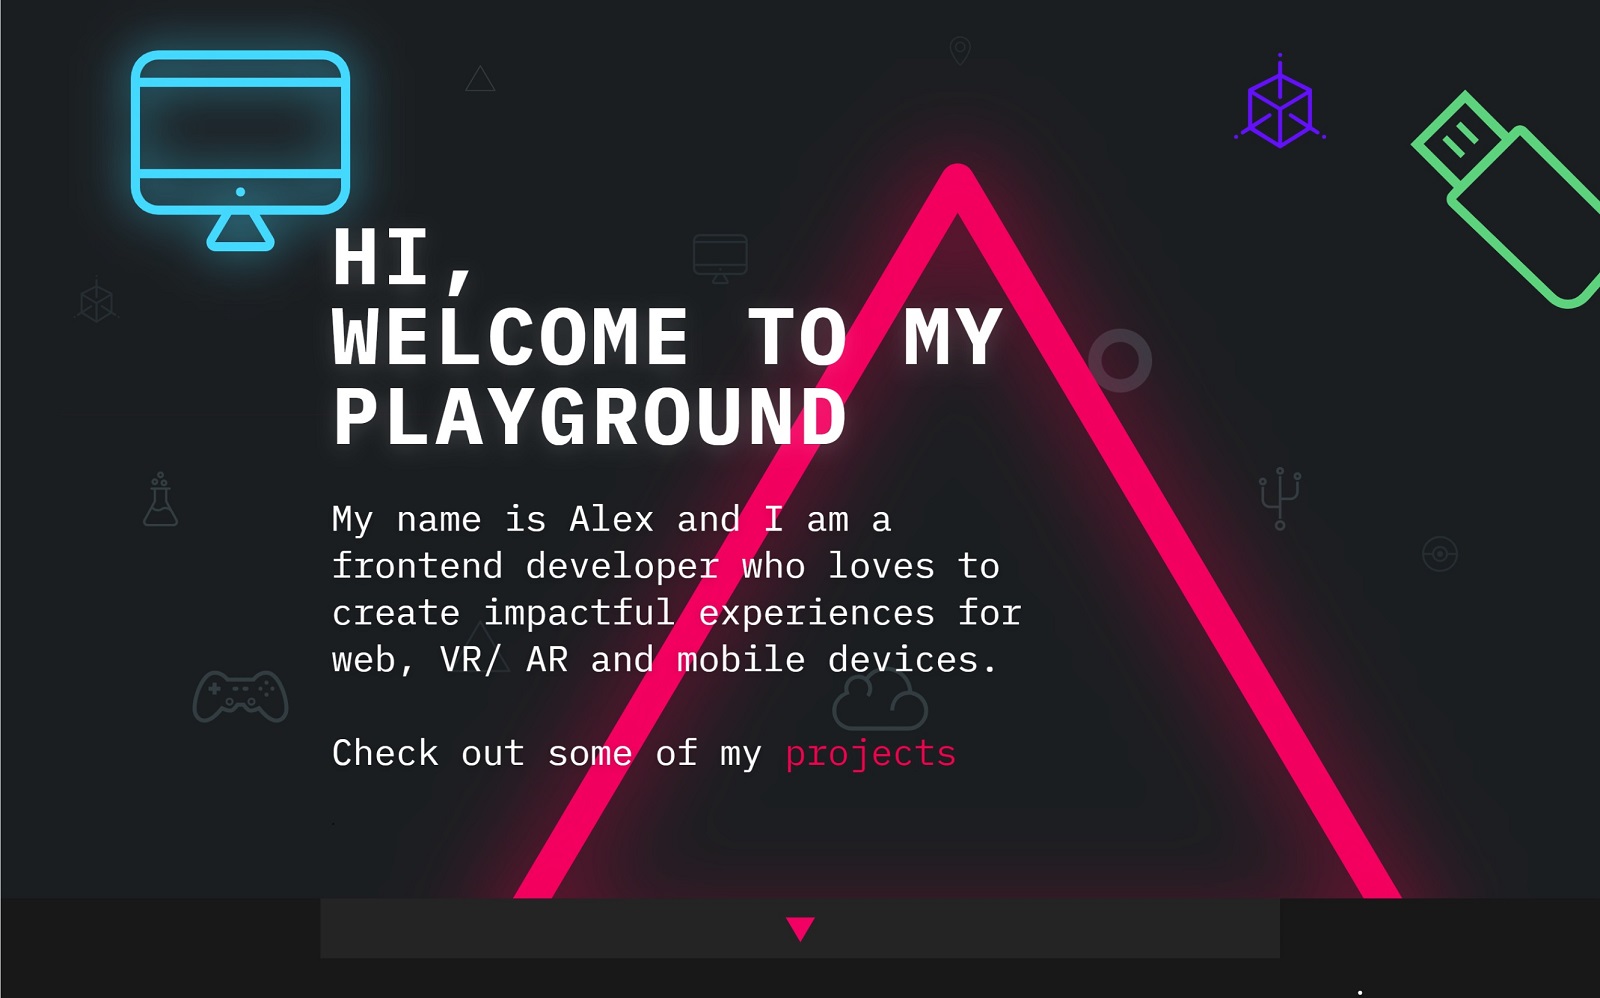 HI,
WELCOME TO MY
PLAYGROUND
My name is Alex and I am a
frontend developer who loves to
create impactful experiences for
web, VR/ AR and mobile devices.
Check out some of my projects